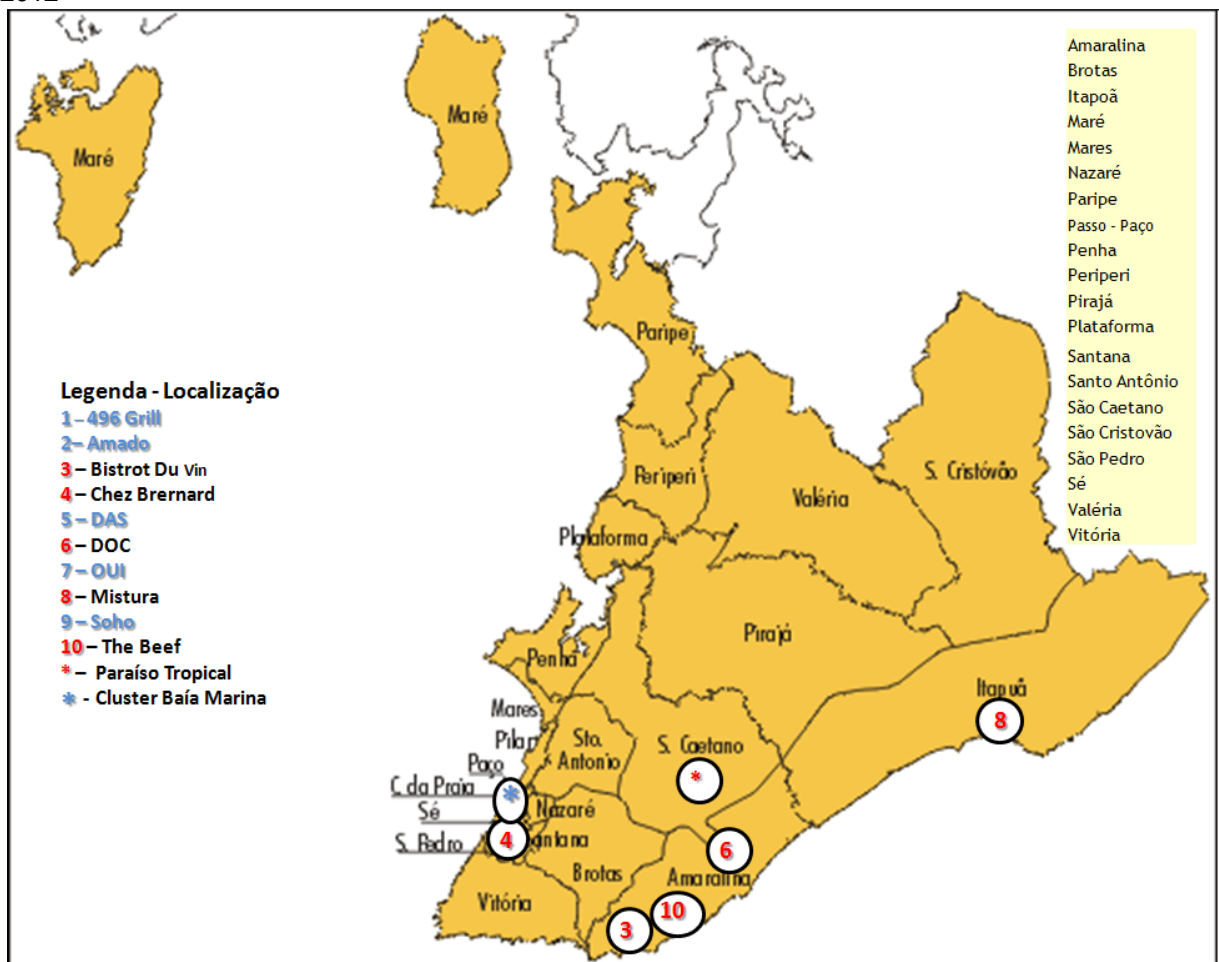 Amaralina
Brotas
Itapoã
Maré
Mares
Nazaré
Paripe
Passo - Paço
Penha
Periperi
Pirajá
Plataforma
Santana
Santo Antônio
São Caetano
São Cristovão
São Pedro
Sé
Valéria
Vitória
Maré
Maré
Paripe
Periperi
Valéria
S. Cristóvão
Plataforma
Legenda - Localização
1 – 496 Grill
2– Amado
3 – Bistrot Du Vin
4 – Chez Brernard
5 – DAS
6 – DOC
7 – OUI
8 – Mistura
9 – Soho
10 – The Beef
* – Paraíso Tropical
* - Cluster Baía Marina
Pirajá
Penha
Itapuã
8
Mares
Pilar
Sto.
Antonio
S. Caetano
*
Paço
C da Praia
*
Sé
Nazaré
S. Pedro
4
antana
6
Brotas
Amaralina
Vitória
10
3